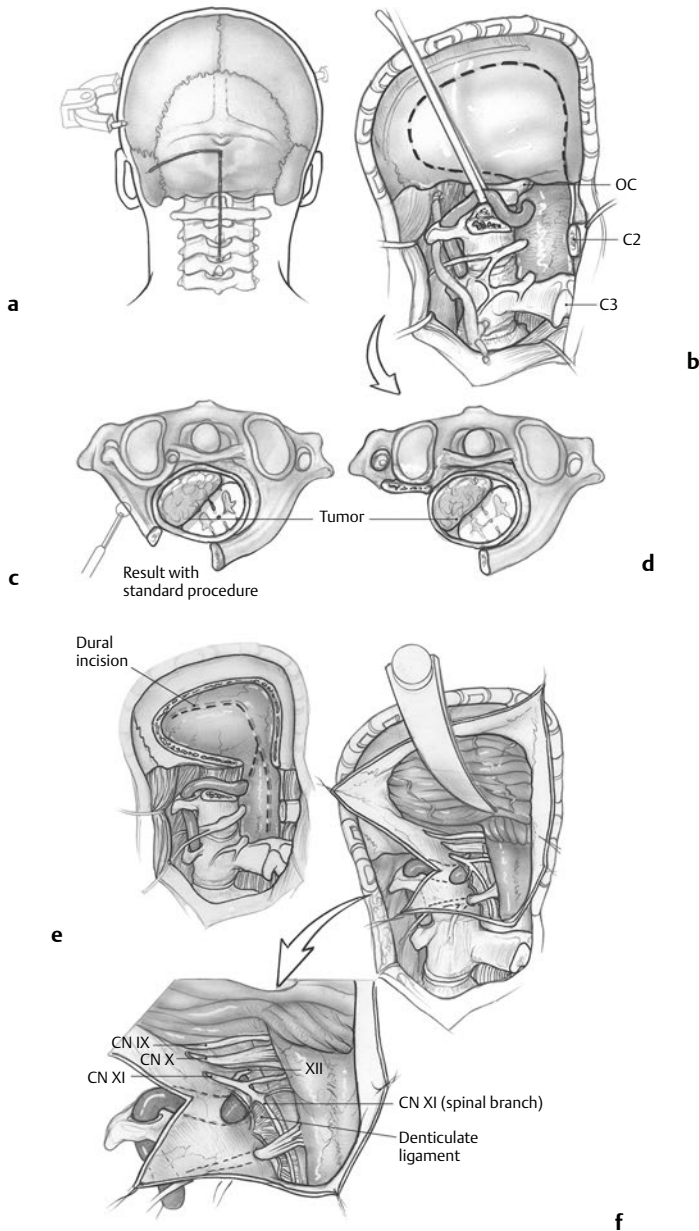 a
OC
C2
C3
b
Tumor
Result with
standard procedure
c
d
Dural
incision
e
CN IX
CN X
XII
CN XI
CN XI (spinal branch)
Denticulate
ligament
f